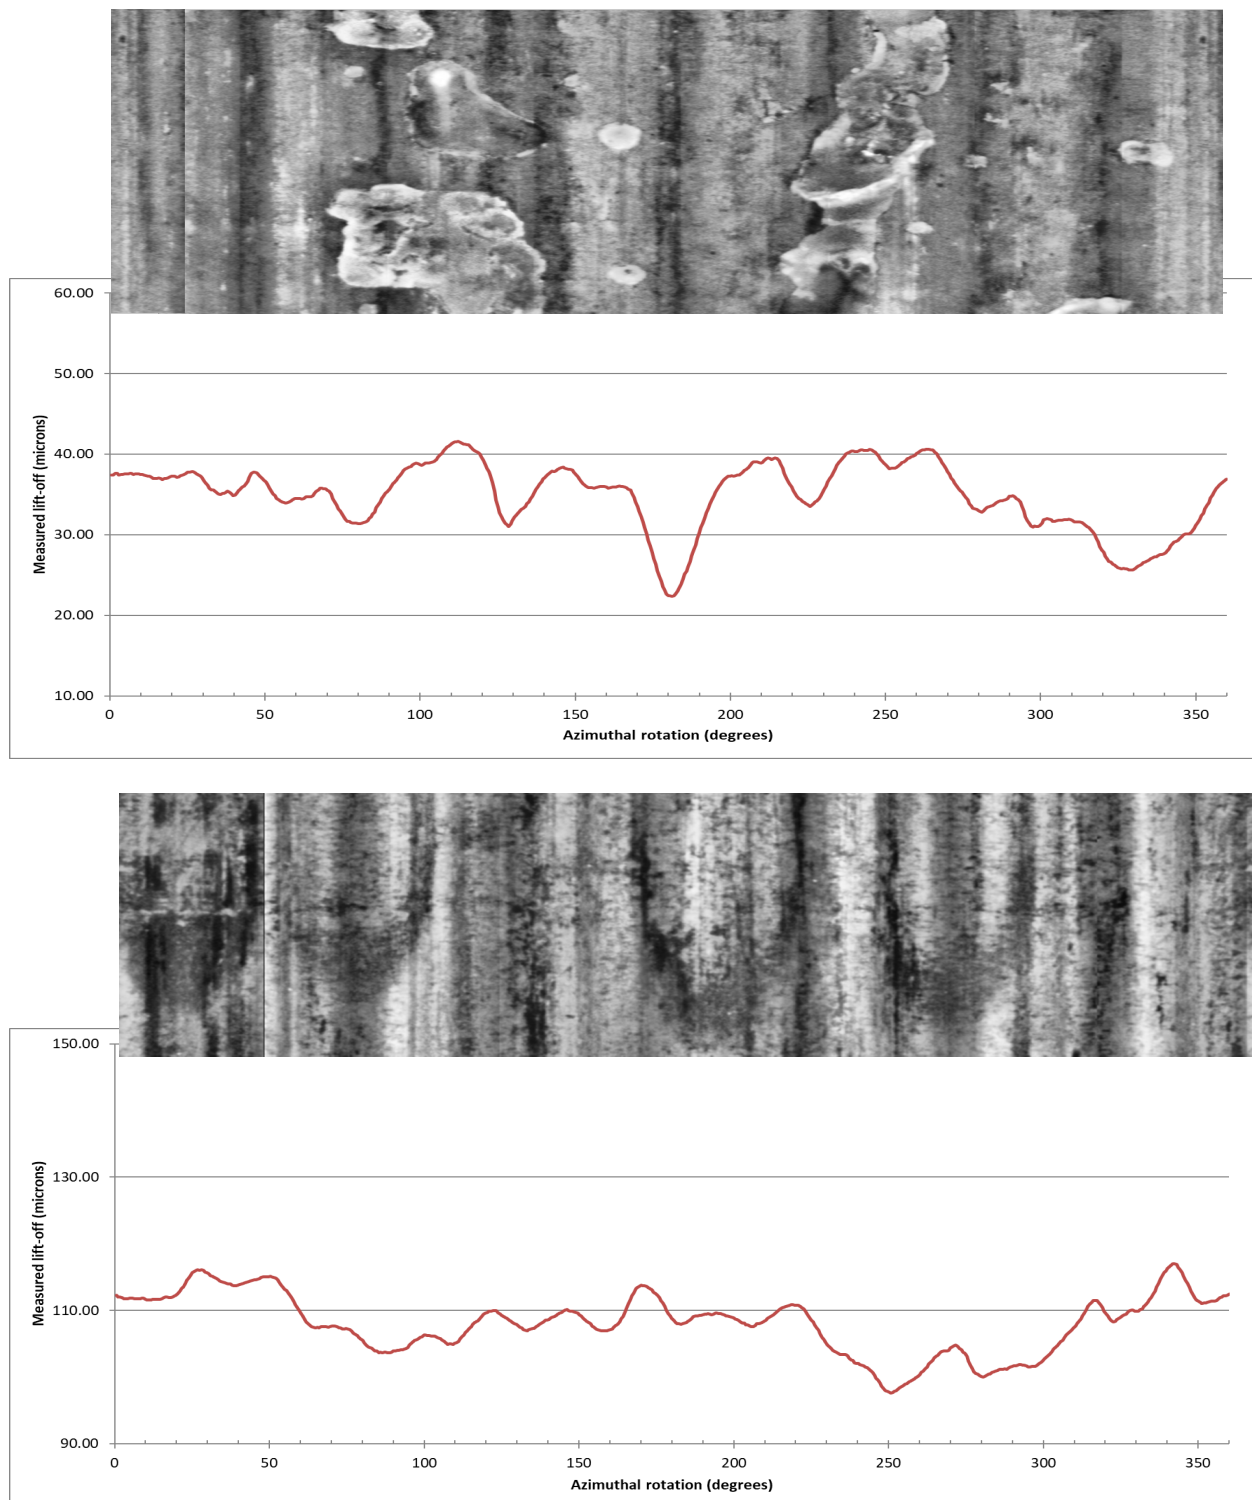 60.00
50.00
40.00
30.00
20.00
10.00
Measured lift-off (microns)
0 50 100 150 200 250 300 350
Azimuthal rotation (degrees)
150.00
130.00
110.00
90.00
Measured lift-off (microns)
0 50 100 150 200 250 300 350
Azimuthal rotation (degrees)